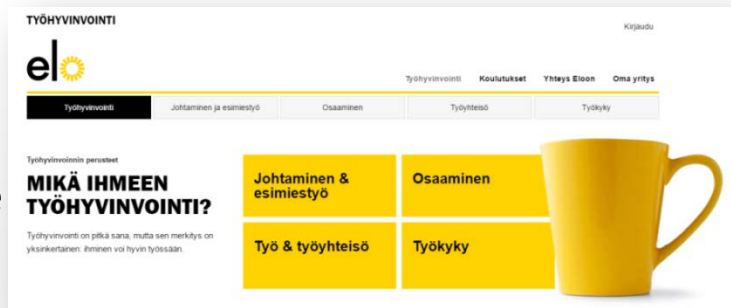 TYÖHYVINVOINTI
Kirjaudu
elo
Työhyvinvointi Koulutukset Yhteys Eloon Oma yritys
Työhyvinvointi Johtaminen ja esimiestyö Osaaminen Työyhteisö Työkyky
Työhyvinvoinnin perusteet
MIKÄ IHMEEN
TYÖHYVINVOINTI?
Työhyvinvointi on pitkä sana, mutta sen merkitys on
yksinkertainen: ihminen voi hyvin työssään.
Johtaminen &
esimiestyö
Osaaminen
Työ & työyhteisö
Työkyky